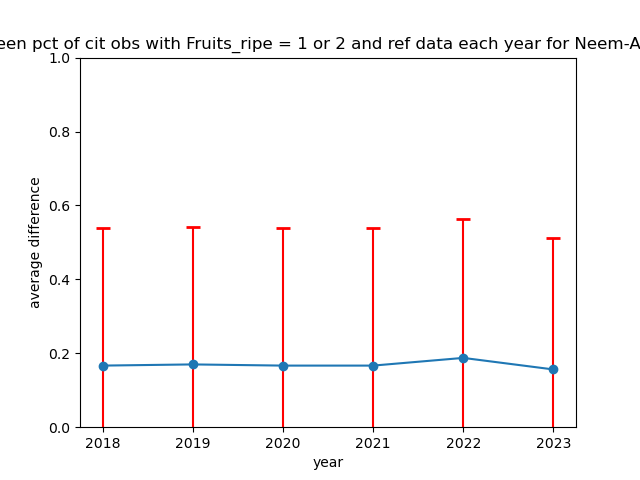 een pct of cit obs with Fruits_ripe = 1 or 2 and ref data each year for Neem-A
1.0
0.8
0.6
0.4
0.2
0.0
average difference
2018 2019 2020 2021 2022 2023
year